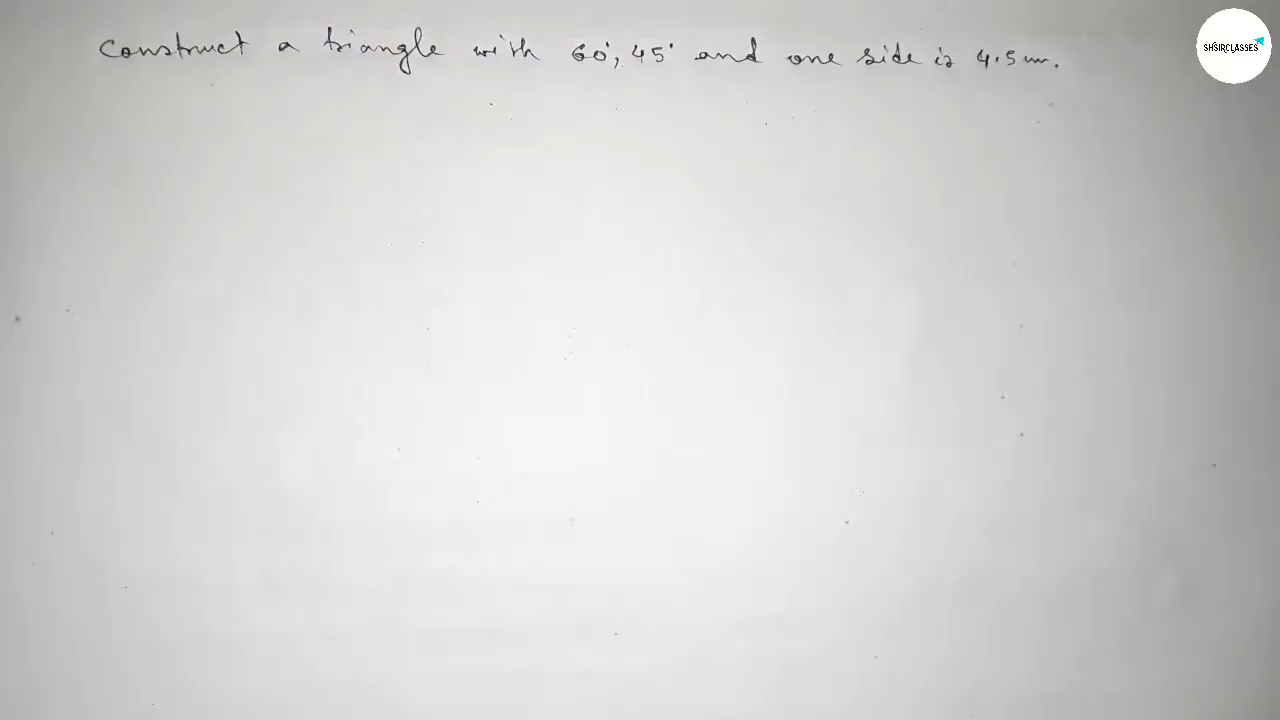 Construct a triangle with 60°, 45° and one side is 4.5 cm.
SHSIRCLASSES